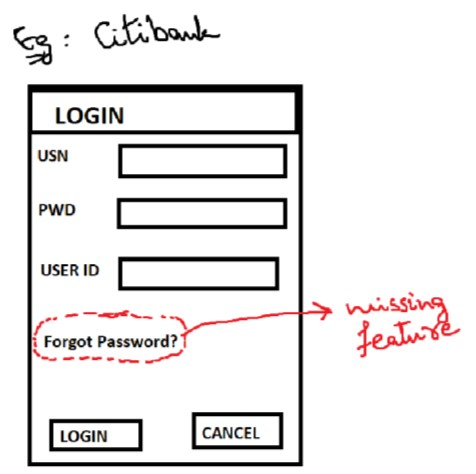 Eg : Citibank
LOGIN
USN
PWD
USER ID
Forgot Password?
missing
feature
LOGIN
CANCEL